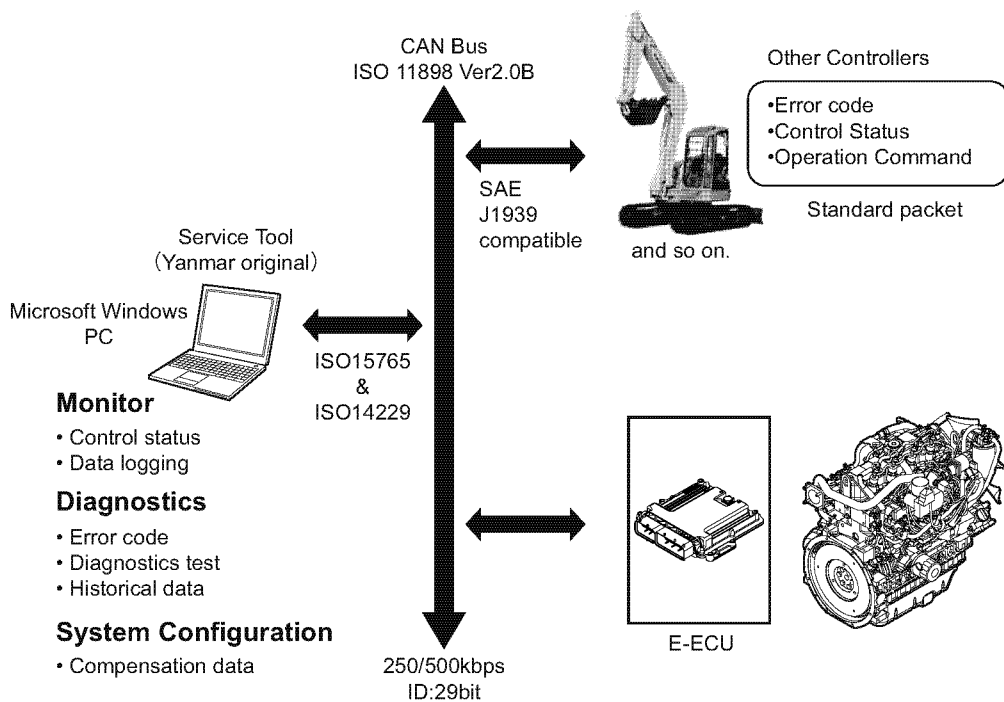 CAN Bus
ISO 11898 Ver2.0B
Other Controllers
•Error code
•Control Status
•Operation Command
Standard packet
SAE
J1939
compatible
and so on.
Service Tool
(Yanmar original)
Microsoft Windows
PC
ISO15765
&
ISO14229
Monitor
• Control status
• Data logging
Diagnostics
• Error code
• Diagnostics test
• Historical data
System Configuration
• Compensation data
250/500kbps
ID:29bit
E-ECU